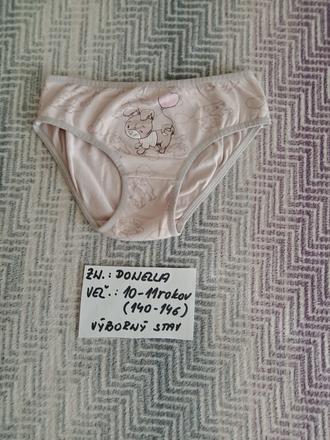 ZN.: DONELLA
VEĽ.: 10-11 rokov
(140-146)
VÝBORNÝ STAV